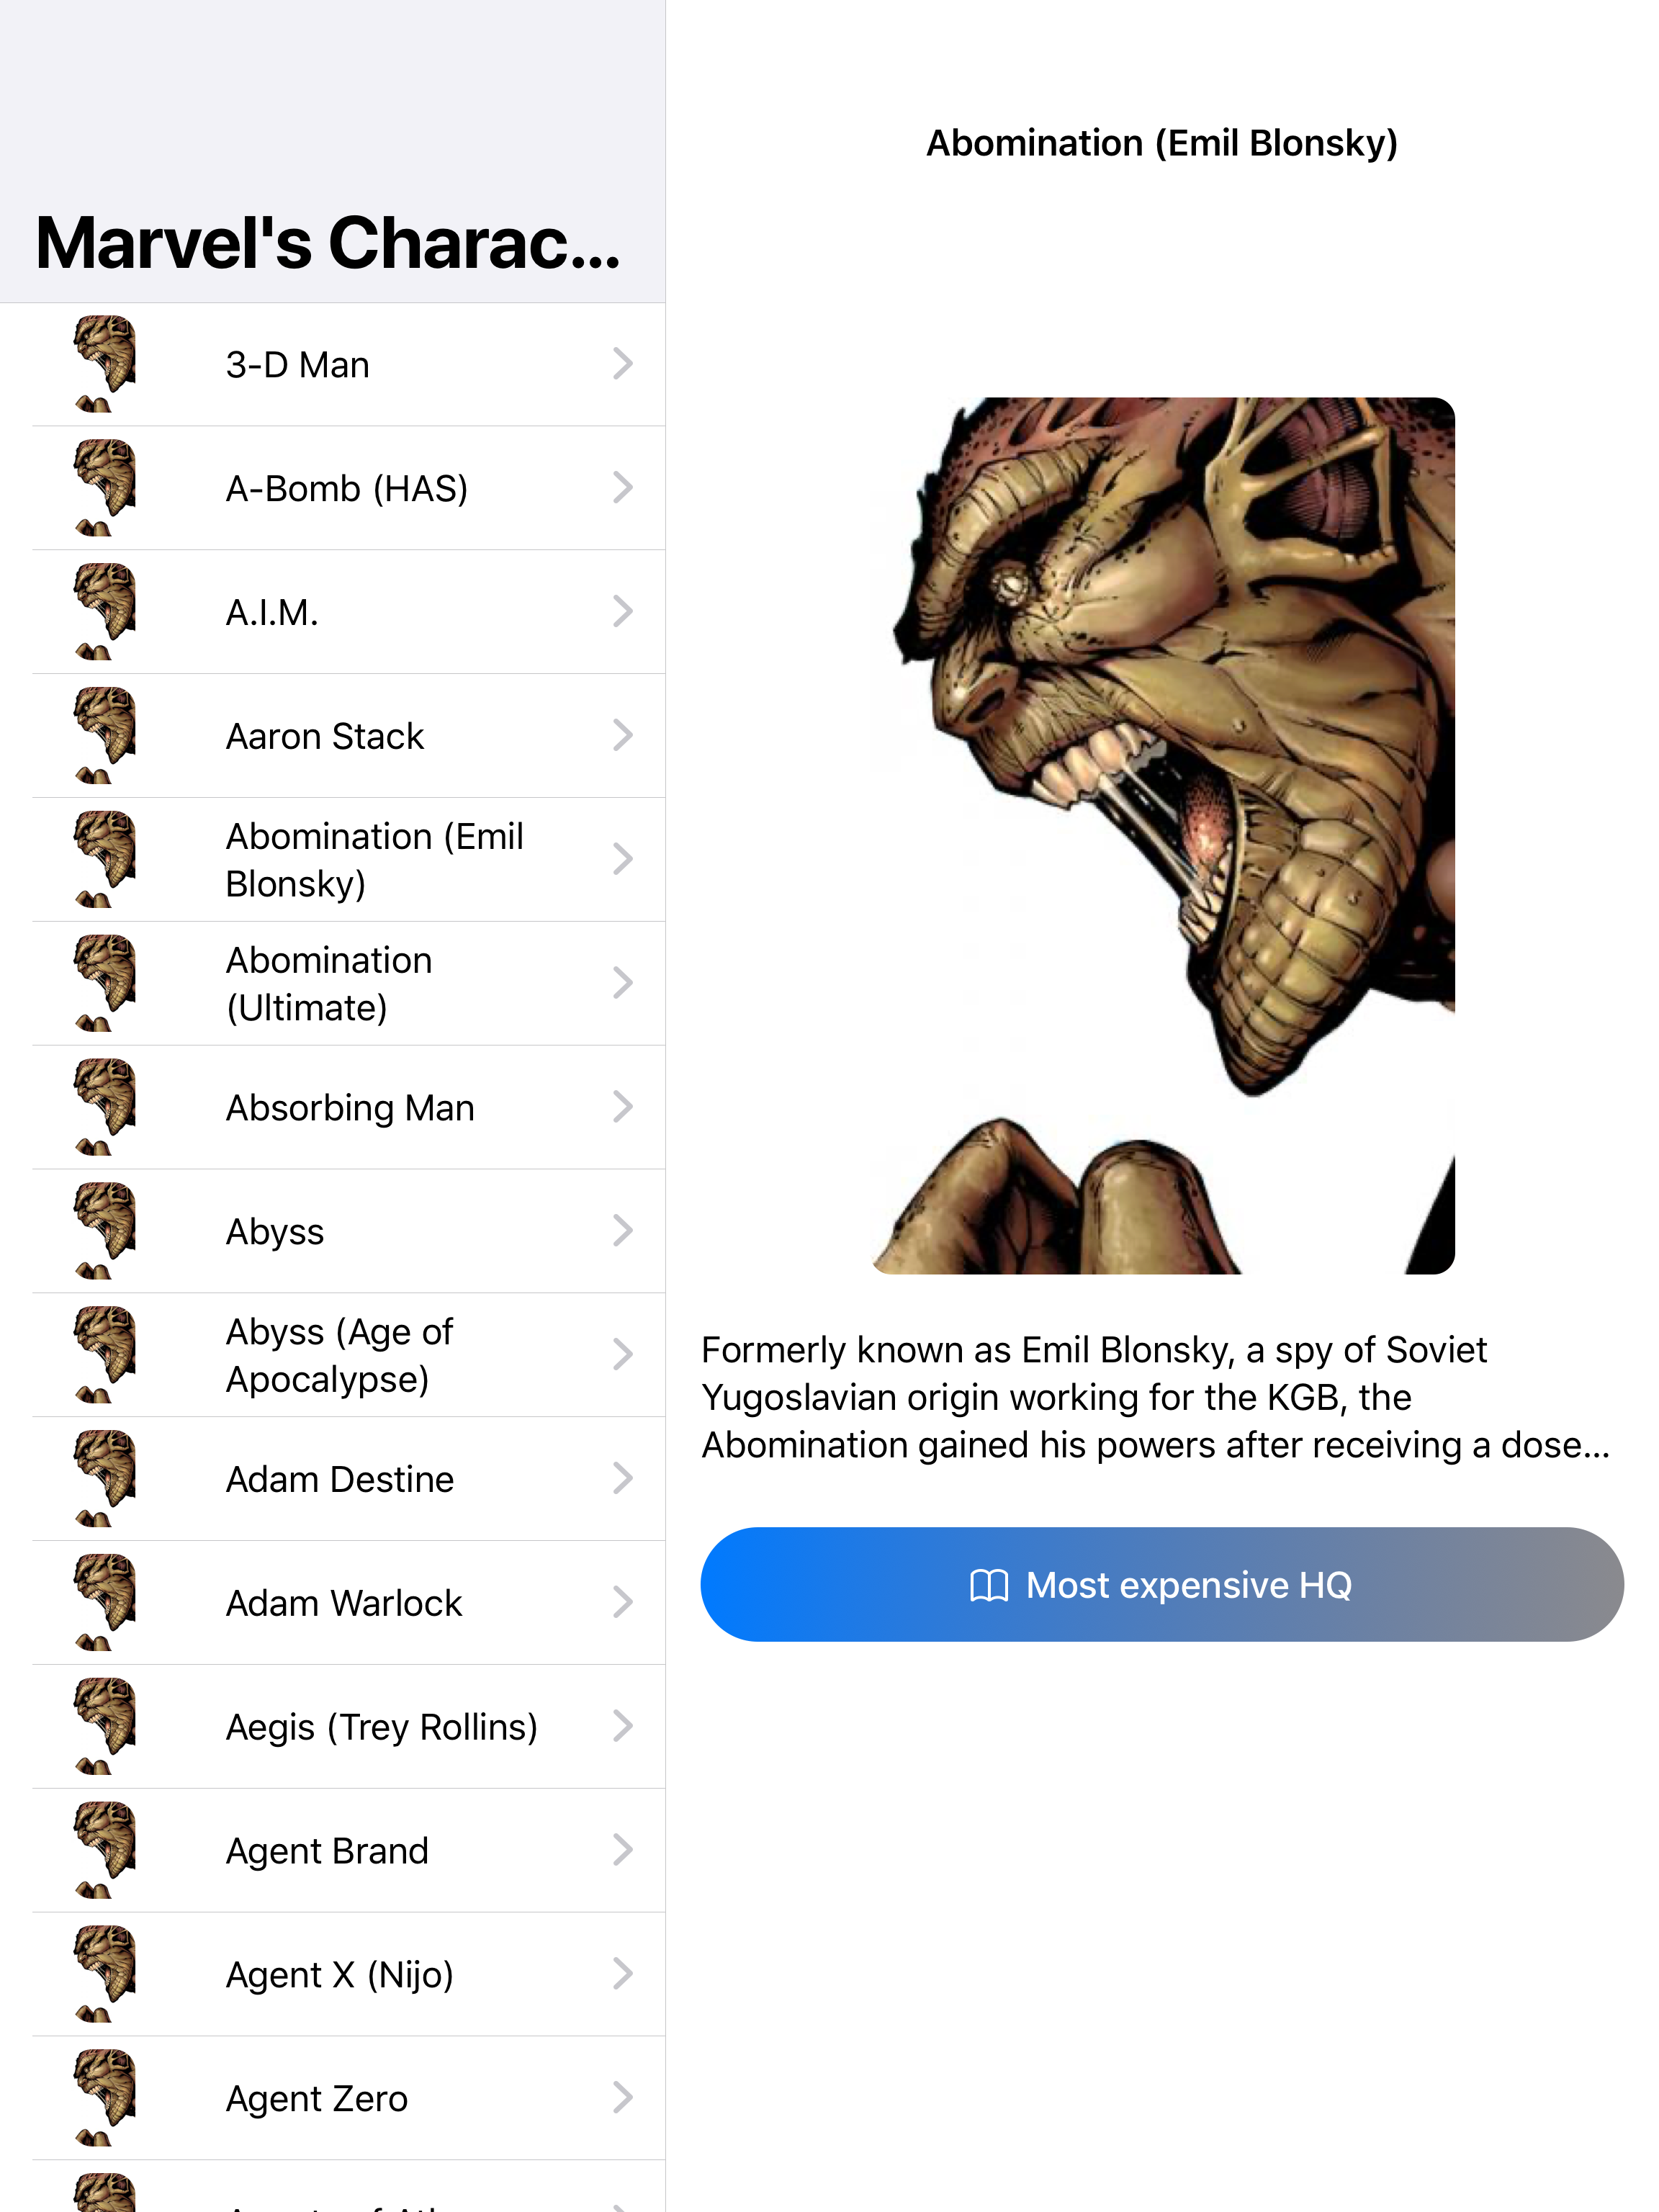 Marvel's Charac...
3-D Man
A-Bomb (HAS)
A.I.M.
Aaron Stack
Abomination (Emil
Blonsky)
Abomination
(Ultimate)
Absorbing Man
Abyss
Abyss (Age of
Apocalypse)
Adam Destine
Adam Warlock
Aegis (Trey Rollins)
Agent Brand
Agent X (Nijo)
Agent Zero
Abomination (Emil Blonsky)
Formerly known as Emil Blonsky, a spy of Soviet
Yugoslavian origin working for the KGB, the
Abomination gained his powers after receiving a dose...
Most expensive HQ